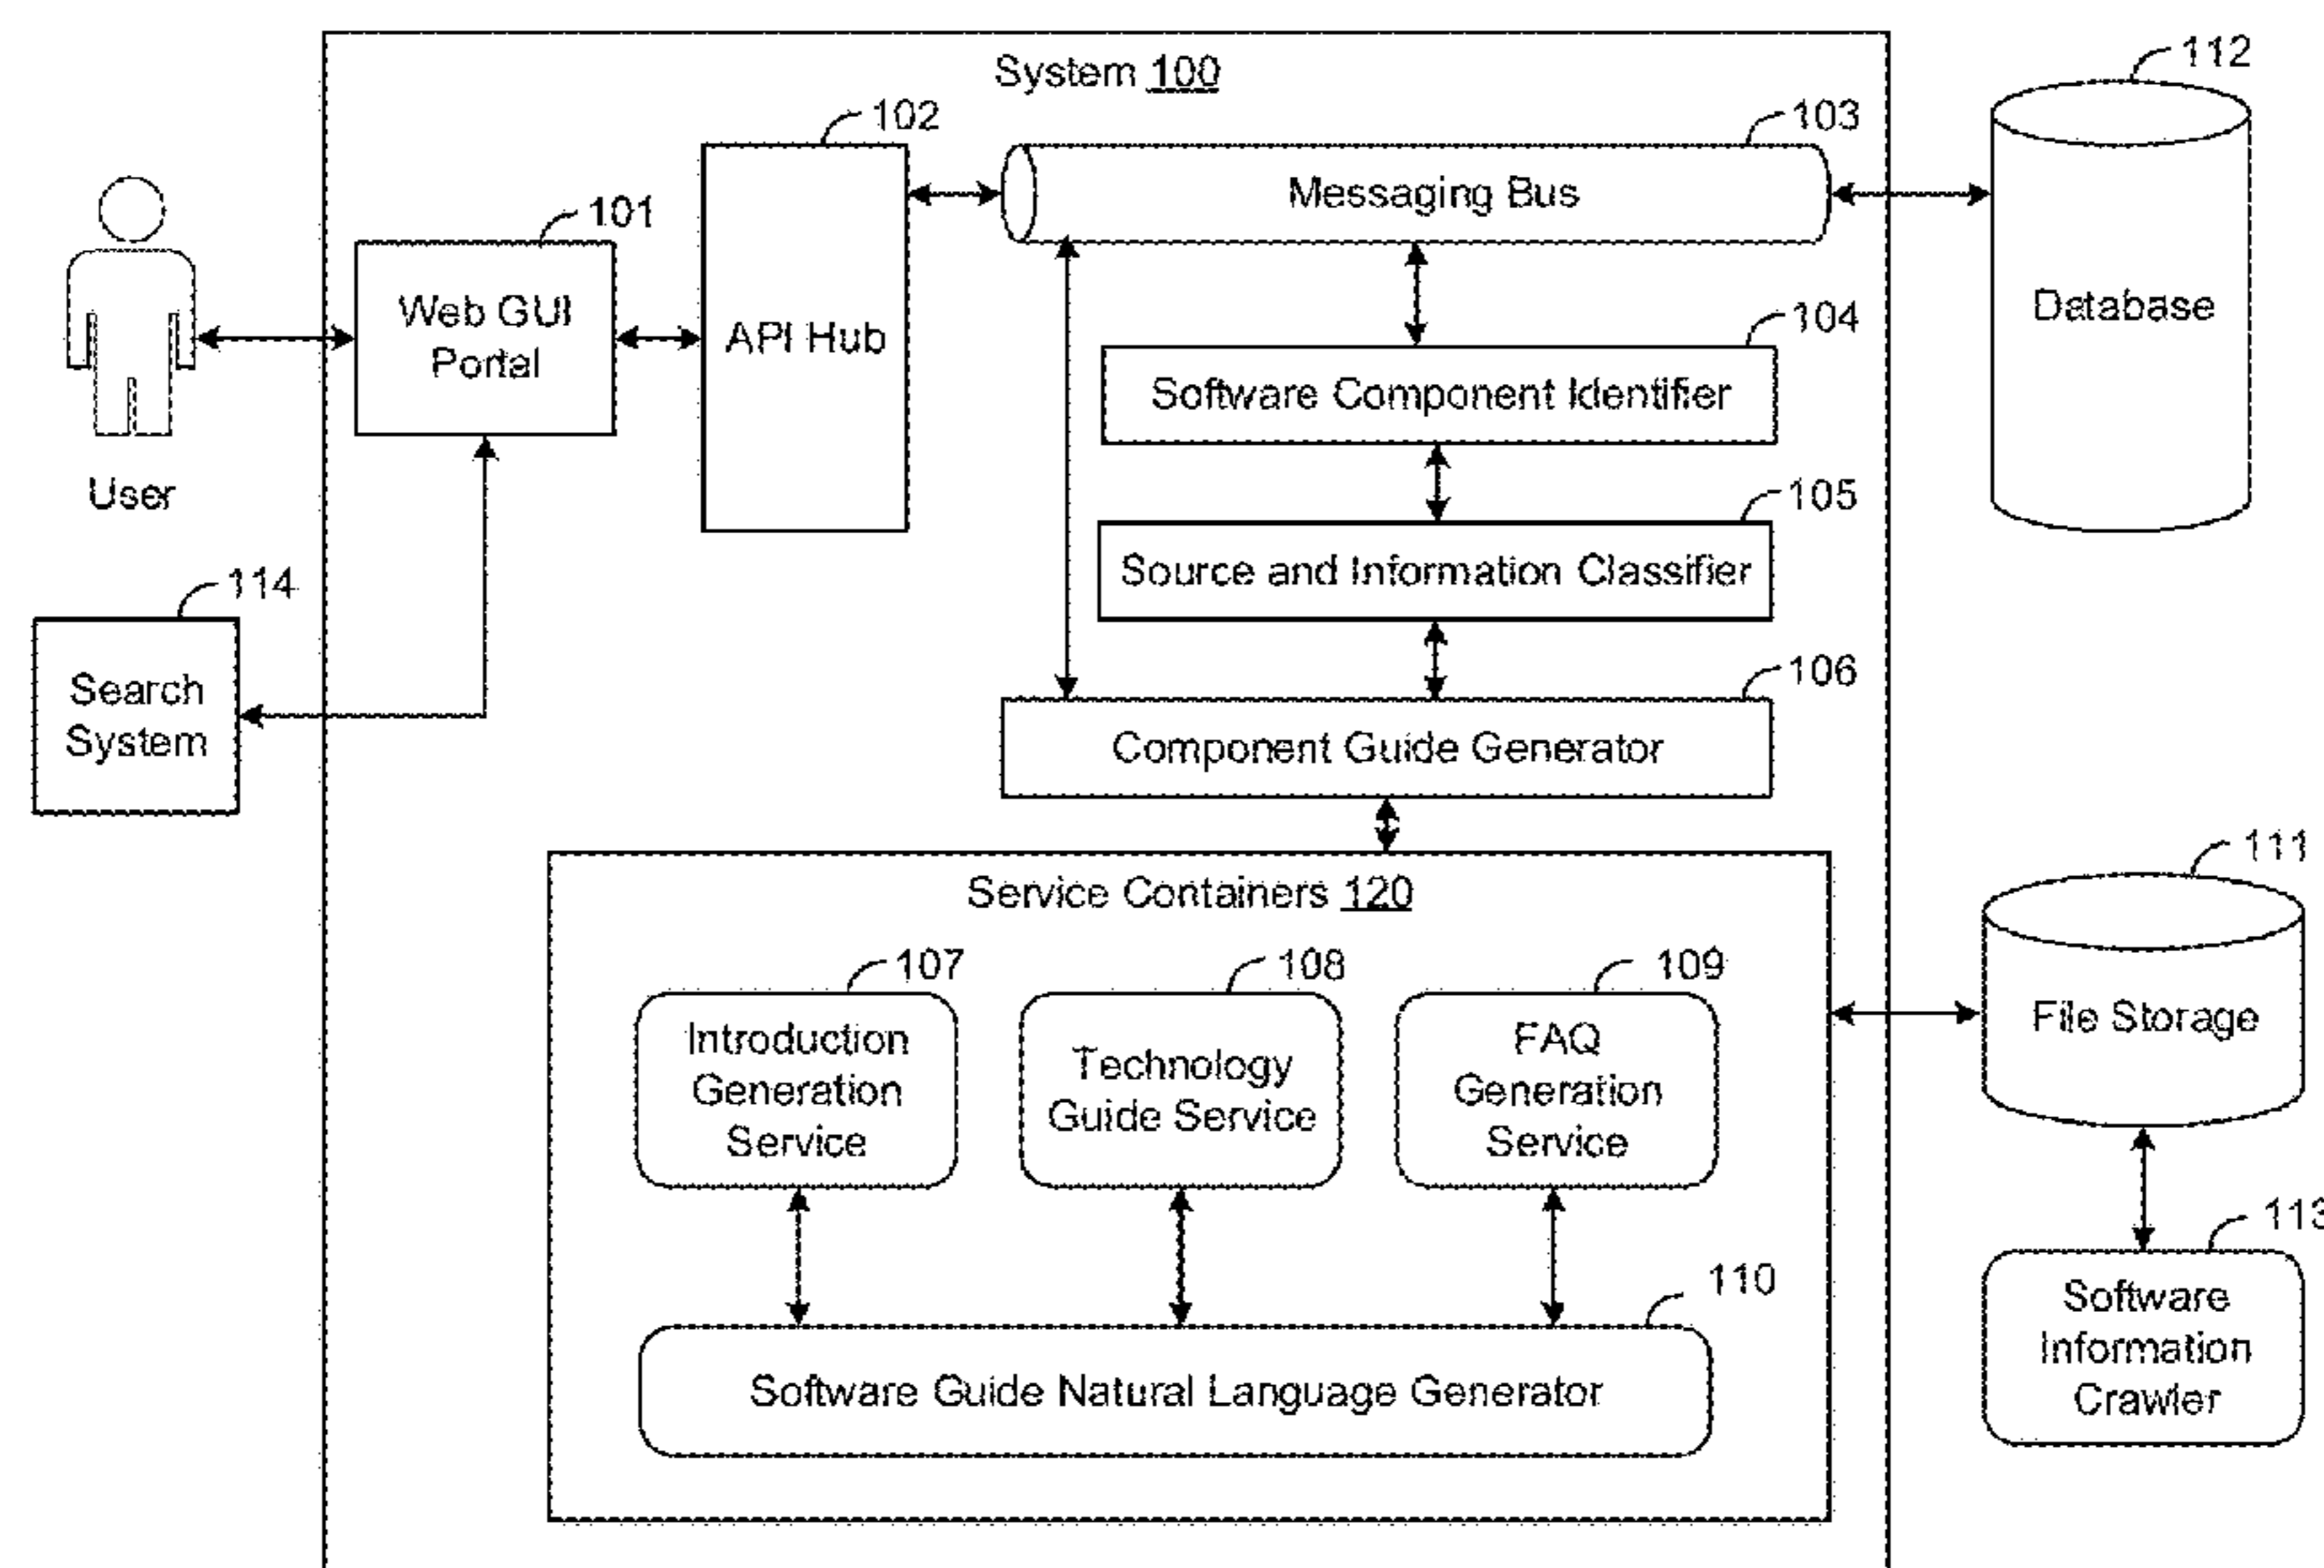 System 100
112
102
103
Messaging Bus
101
Web GUI
Portal
API Hub
Database
104
Software Component Identifier
User
105
Source and Information Classifier
114
Search
System
106
Component Guide Generator
111
File Storage
Service Containers 120
107
108
109
Introduction
Generation
Service
Technology
Guide Service
FAQ
Generation
Service
113
Software
Information
Crawler
110
Software Guide Natural Language Generator